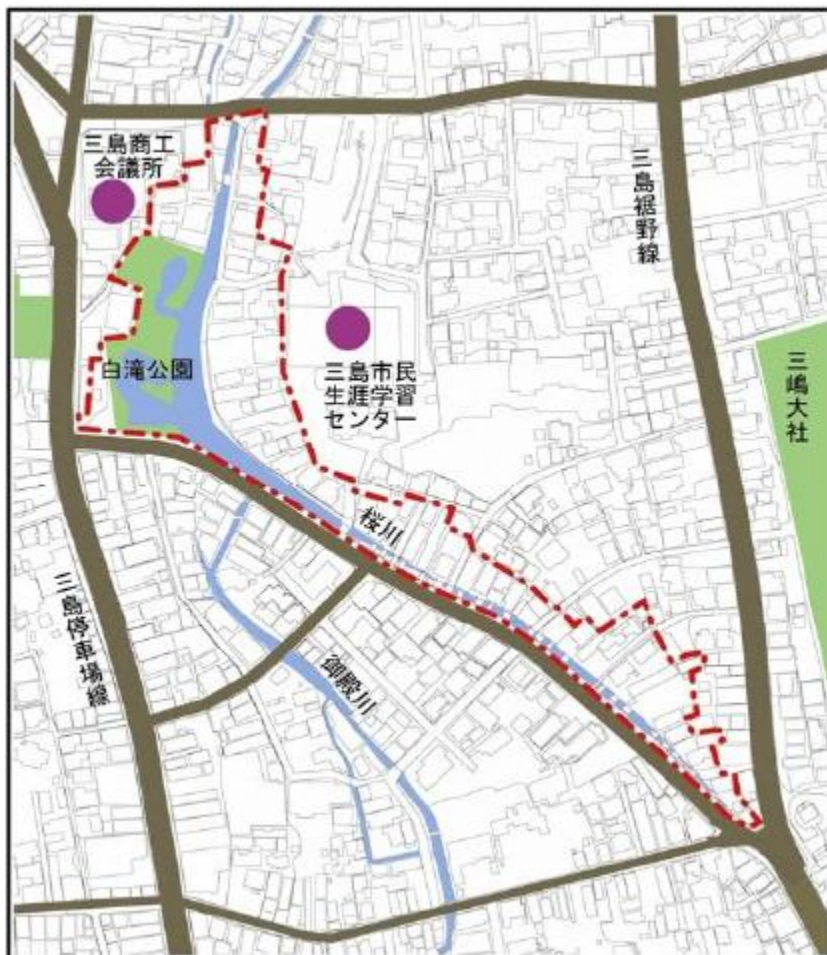 三島商工
会議所
三島裾野線
白滝公園
三島市民
生涯学習
センター
三嶋大社
桜川
三島停車場線
御殿川